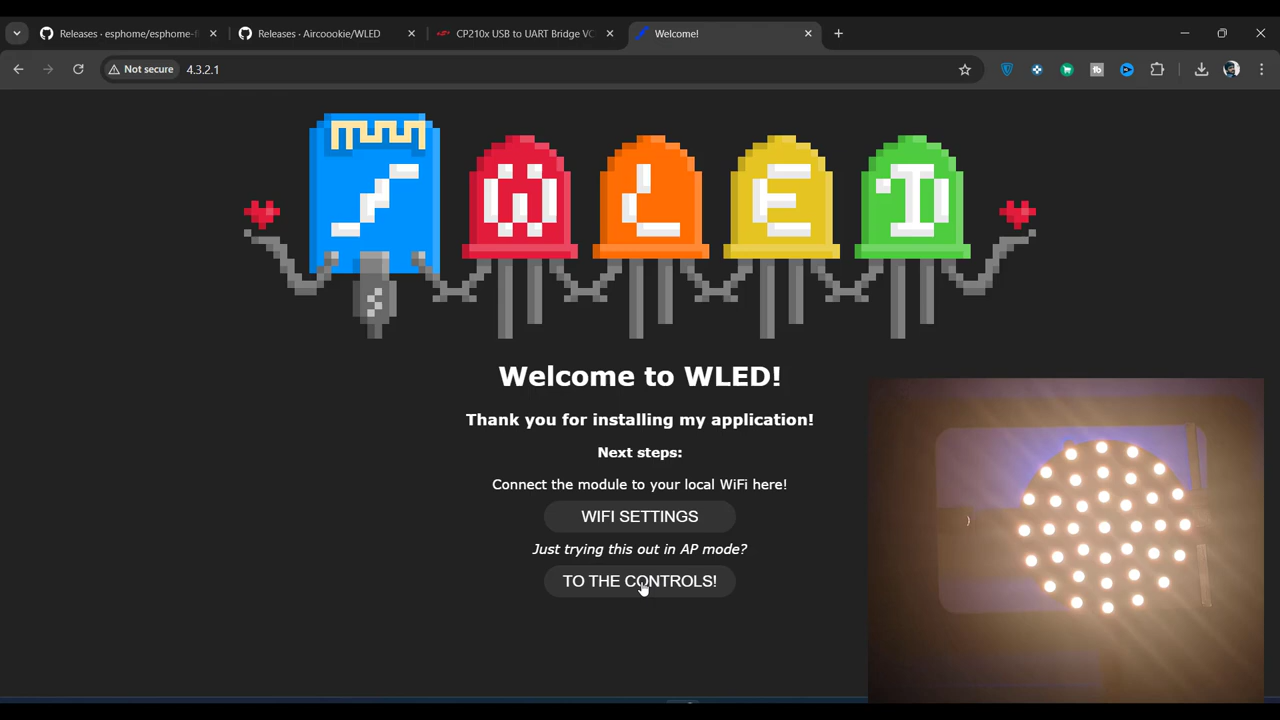 Releases · esphome/esphome-f
Releases · Aircoookie/WLED
CP210x USB to UART Bridge VC
Welcome!
Not secure
4.3.2.1
WLED
Welcome to WLED!
Thank you for installing my application!
Next steps:
Connect the module to your local WiFi here!
WIFI SETTINGS
Just trying this out in AP mode?
TO THE CONTROLS!